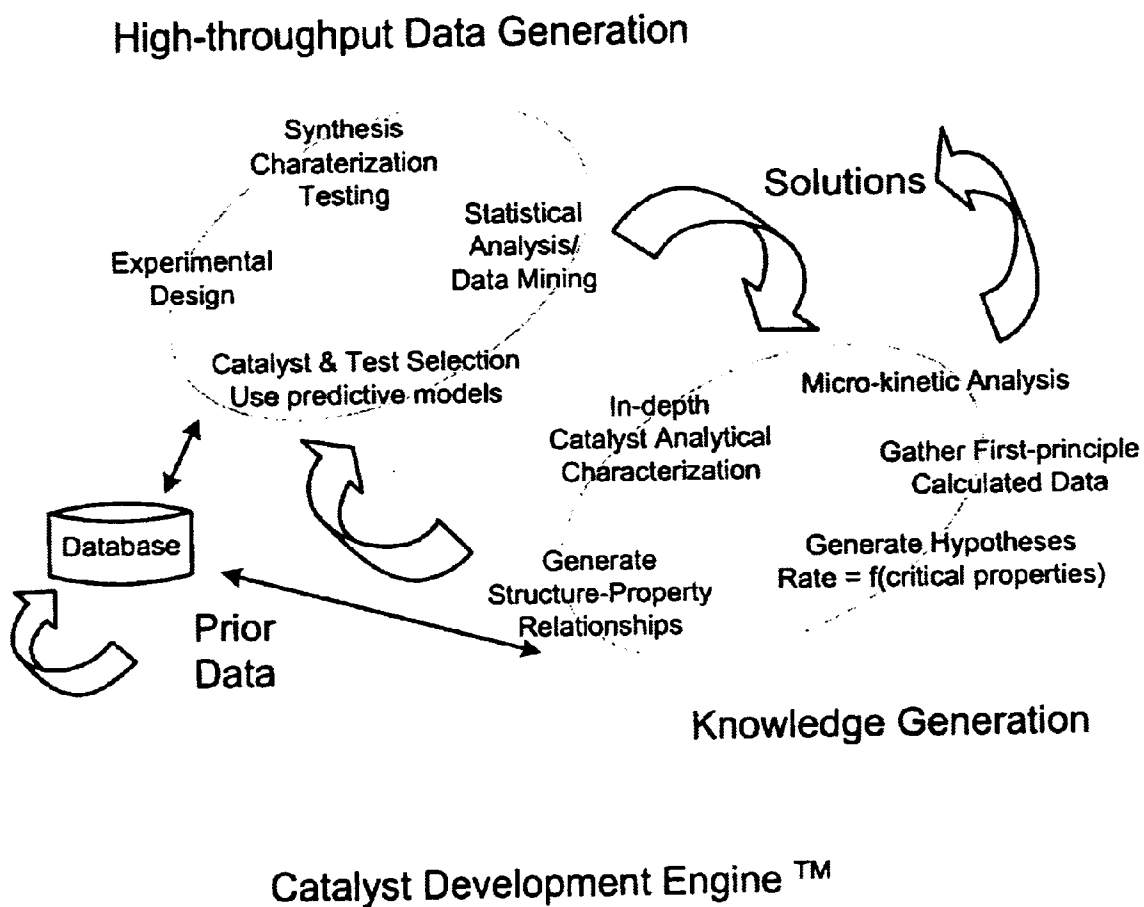 High-throughput Data Generation
Synthesis
Charaterization
Testing
Solutions
Statistical
Analysis/
Data Mining
Experimental
Design
Catalyst & Test Selection
Use predictive models
Micro-kinetic Analysis
In-depth
Catalyst Analytical
Characterization
Gather First-principle
Calculated Data
Database
Generate Hypotheses
Rate = f(critical properties)
Generate
Structure-Property
Relationships
Prior
Data
Knowledge Generation
Catalyst Development Engine ™